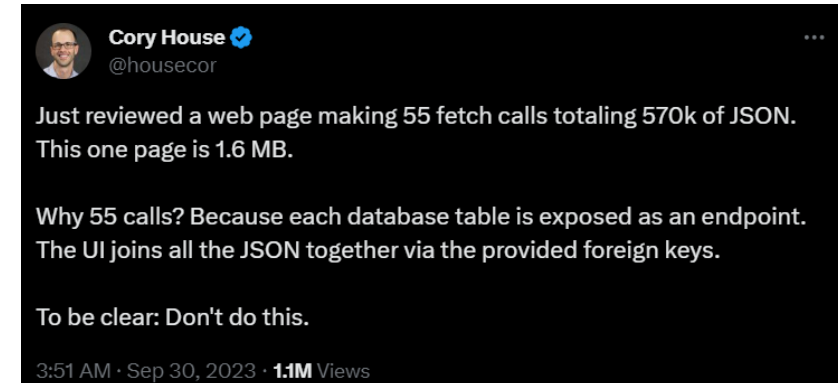 Cory House
@housecor
Just reviewed a web page making 55 fetch calls totaling 570k of JSON.
This one page is 1.6 MB.
Why 55 calls? Because each database table is exposed as an endpoint.
The UI joins all the JSON together via the provided foreign keys.
To be clear: Don't do this.
3:51 AM · Sep 30, 2023 · 1.1M Views